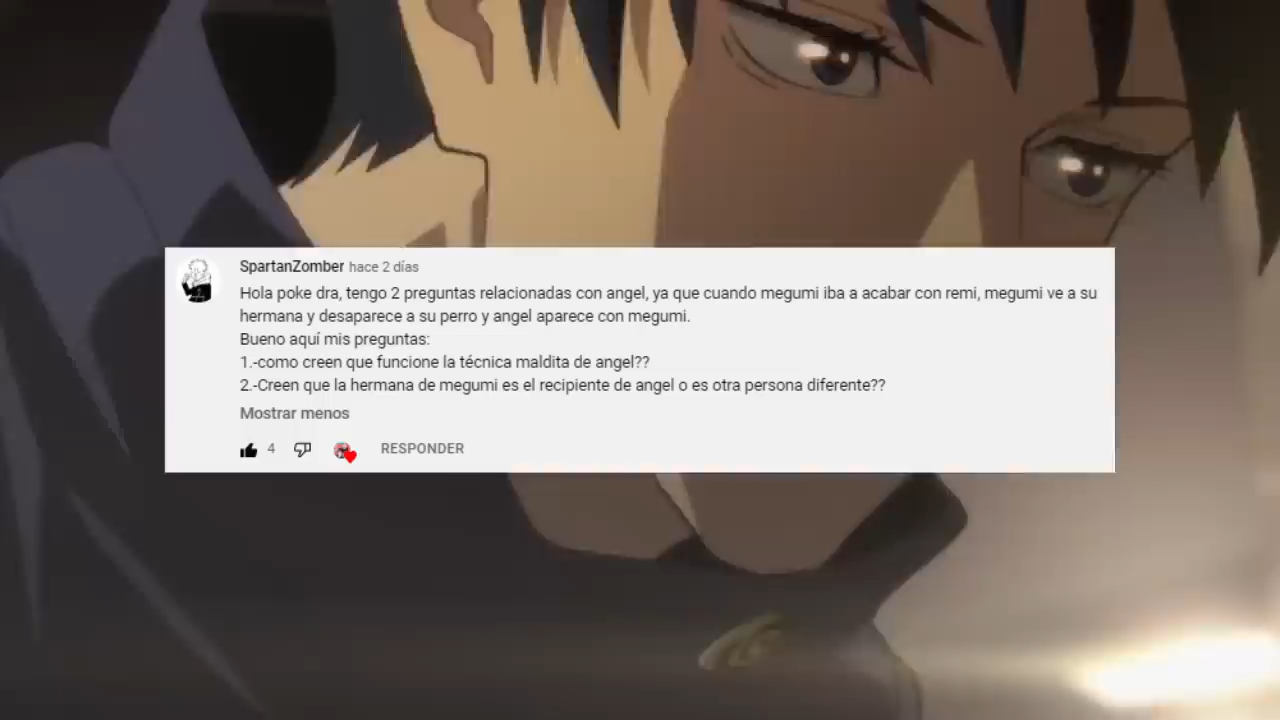 SpartanZomber hace 2 días
Hola poke dra, tengo 2 preguntas relacionadas con angel, ya que cuando megumi iba a acabar con remi, megumi ve a su
hermana y desaparece a su perro y angel aparece con megumi.
Bueno aquí mis preguntas:
1.-como creen que funcione la técnica maldita de angel??
2.-Creen que la hermana de megumi es el recipiente de angel o es otra persona diferente??
Mostrar menos
4 RESPONDER